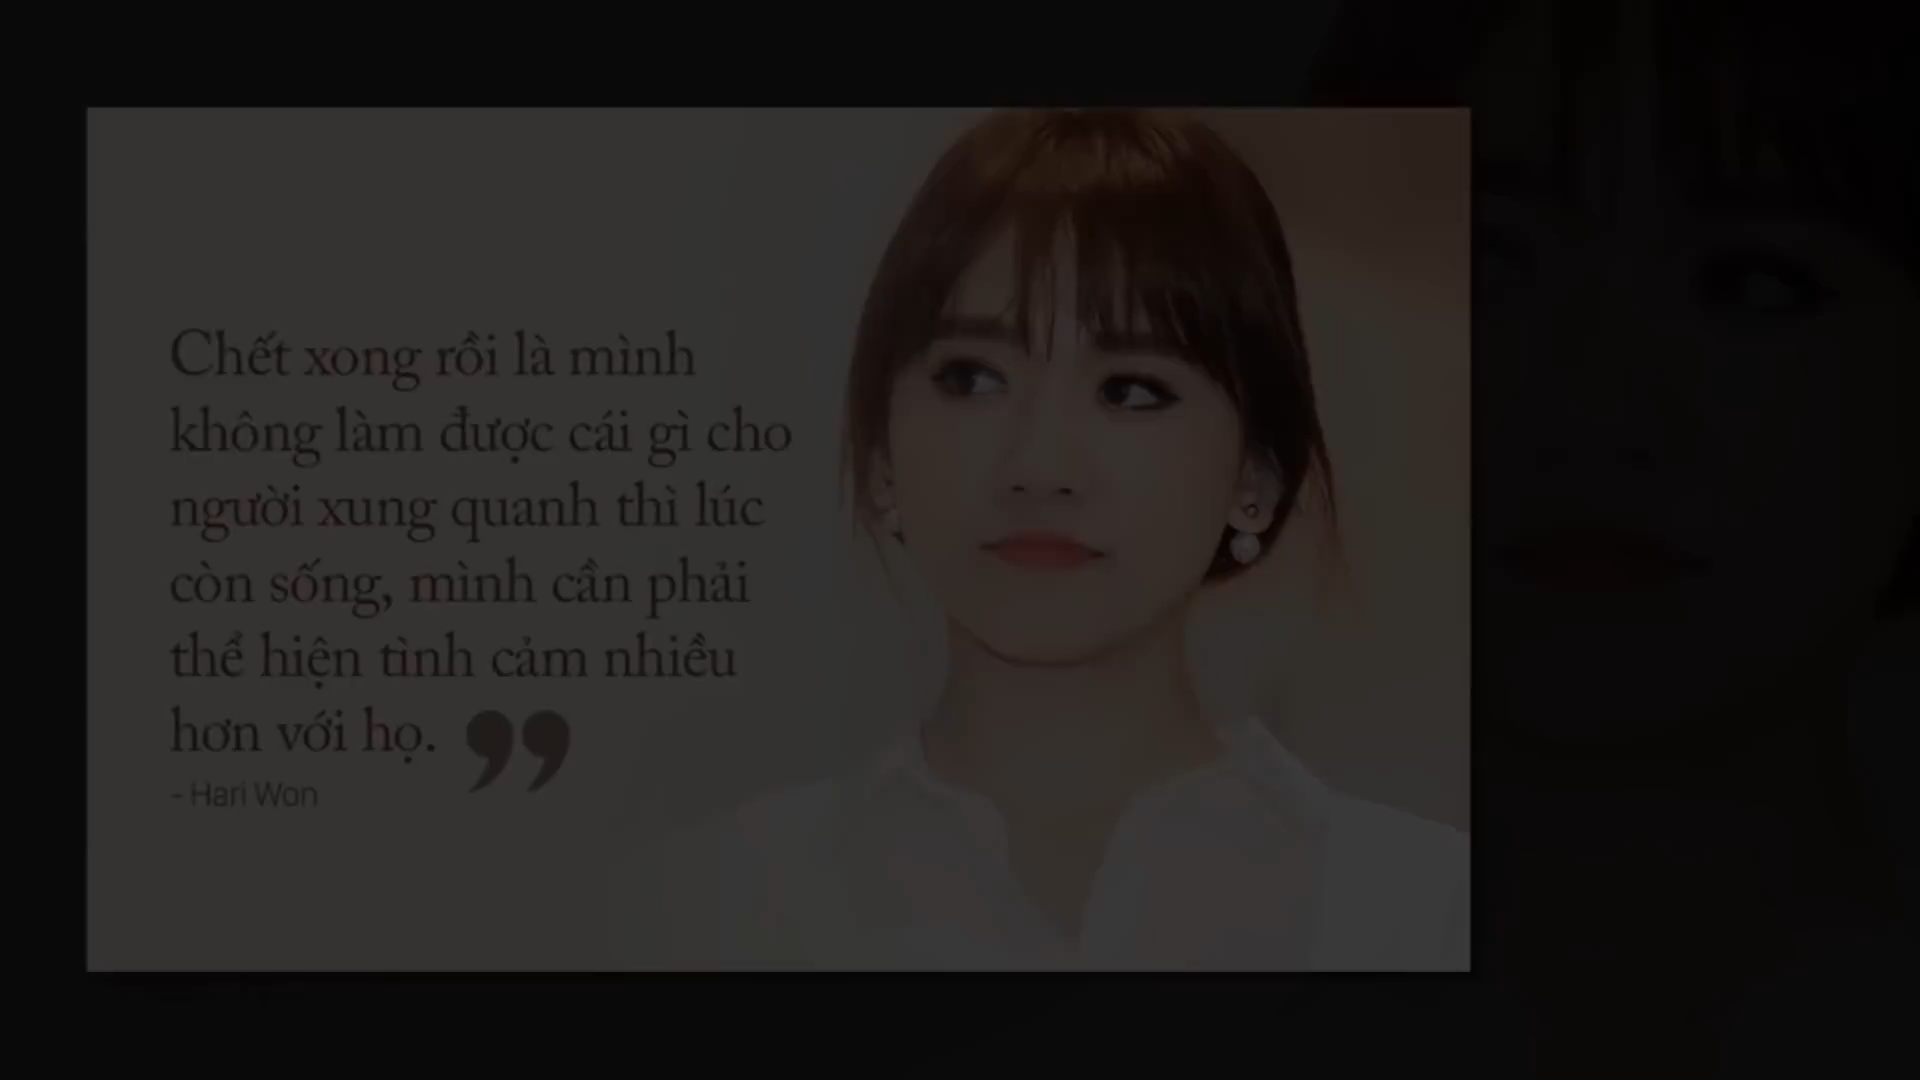 Chết xong rồi là mình
không làm được cái gì cho
người xung quanh thì lúc
còn sống, mình cần phải
thể hiện tình cảm nhiều
hơn với họ. ”
- Hari Won